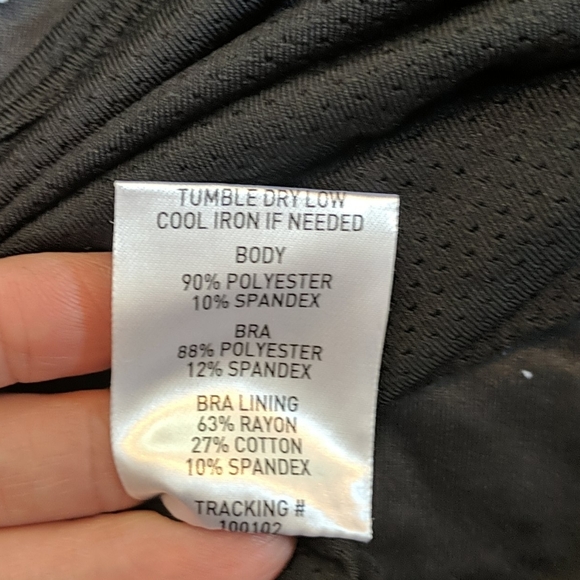 TUMBLE DRY LOW
COOL IRON IF NEEDED
BODY
90% POLYESTER
10% SPANDEX
BRA
88% POLYESTER
12% SPANDEX
BRA LINING
63% RAYON
27% COTTON
10% SPANDEX
TRACKING #
100102